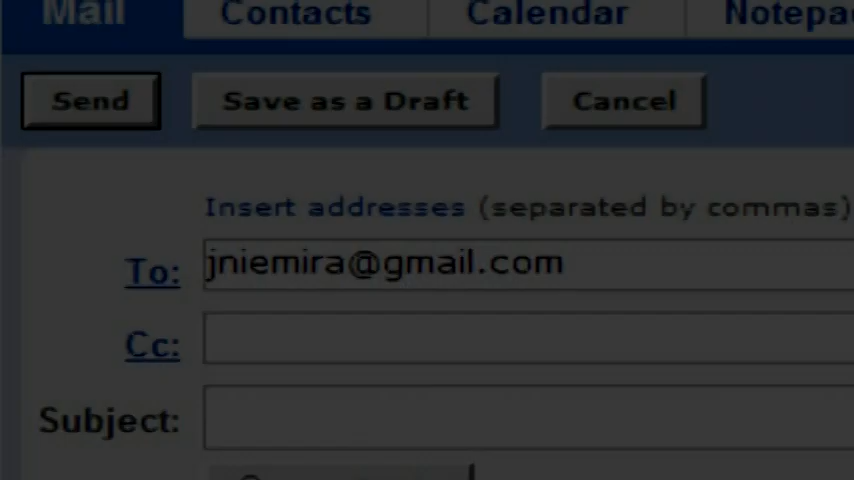 Mail Contacts Calendar
Send Save as a Draft Cancel
Insert addresses (separated by commas)
To: jniemira@gmail.com
Cc:
Subject: